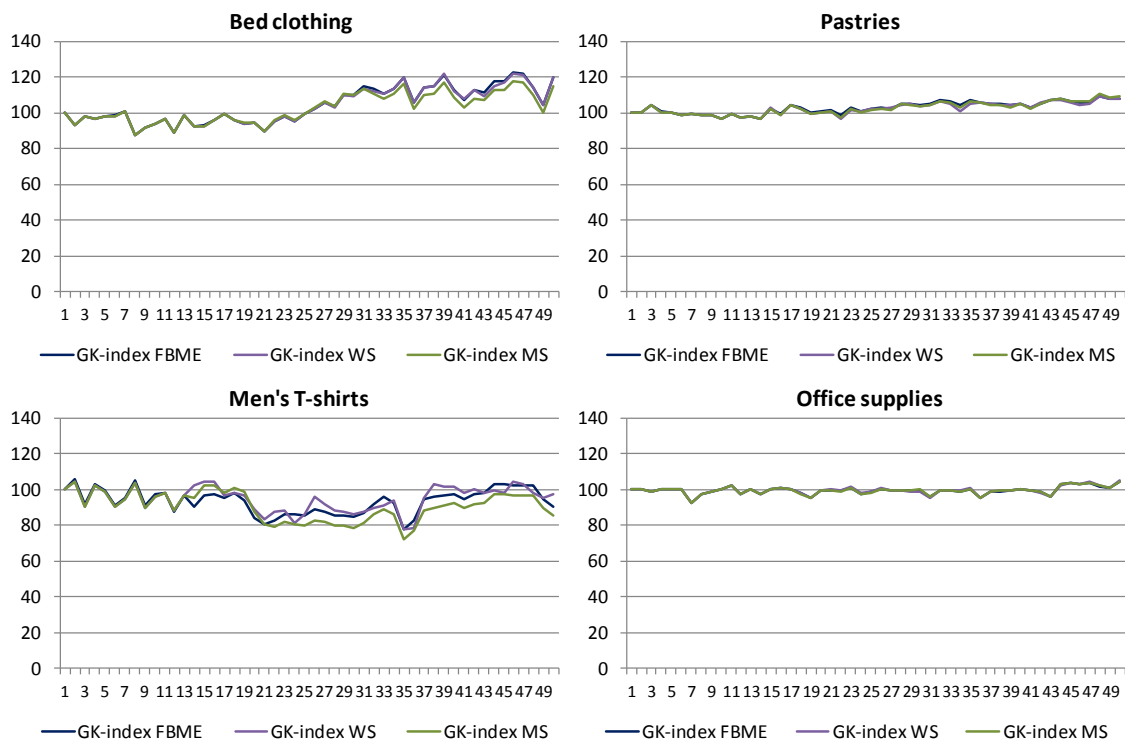 Bed clothing
140
120
100
80
60
40
20
0
1 3 5 7 9 11 13 15 17 19 21 23 25 27 29 31 33 35 37 39 41 43 45 47 49
GK-index FBME GK-index WS GK-index MS
Pastries
140
120
100
80
60
40
20
0
1 3 5 7 9 11 13 15 17 19 21 23 25 27 29 31 33 35 37 39 41 43 45 47 49
GK-index FBME GK-index WS GK-index MS
Men's T-shirts
140
120
100
80
60
40
20
0
1 3 5 7 9 11 13 15 17 19 21 23 25 27 29 31 33 35 37 39 41 43 45 47 49
GK-index FBME GK-index WS GK-index MS
Office supplies
140
120
100
80
60
40
20
0
1 3 5 7 9 11 13 15 17 19 21 23 25 27 29 31 33 35 37 39 41 43 45 47 49
GK-index FBME GK-index WS GK-index MS